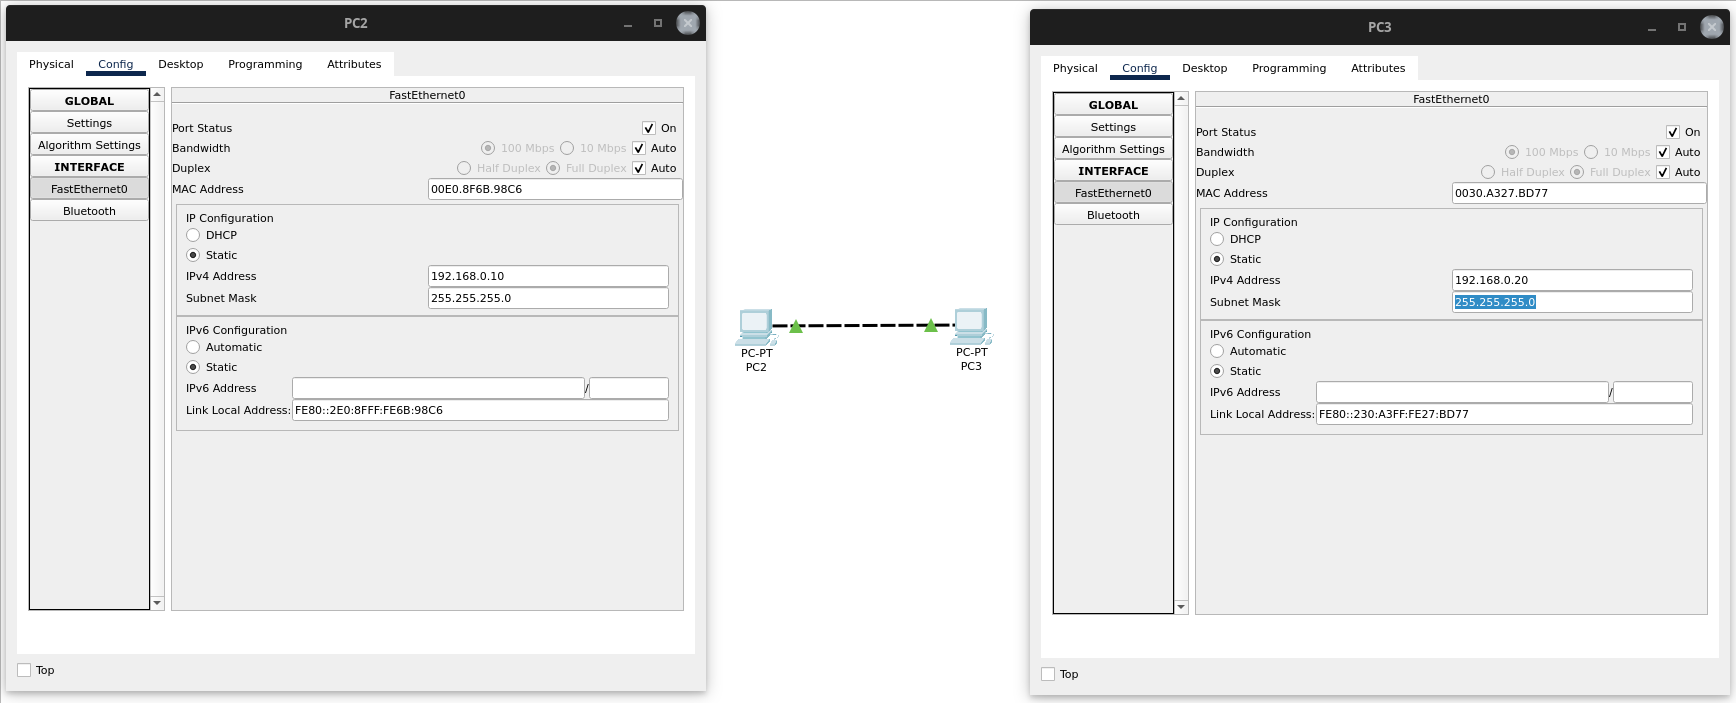 PC2
Physical Config Desktop Programming Attributes
GLOBAL
Settings
Algorithm Settings
INTERFACE
FastEthernet0
Bluetooth
FastEthernet0
Port Status On
Bandwidth 100 Mbps 10 Mbps Auto
Duplex Half Duplex Full Duplex Auto
MAC Address 00E0.8F6B.98C6
IP Configuration
DHCP
Static
IPv4 Address 192.168.0.10
Subnet Mask 255.255.255.0
IPv6 Configuration
Automatic
Static
IPv6 Address /
Link Local Address: FE80::2E0:8FFF:FE6B:98C6
Top
PC-PT
PC2
PC-PT
PC3
PC3
Physical Config Desktop Programming Attributes
GLOBAL
Settings
Algorithm Settings
INTERFACE
FastEthernet0
Bluetooth
FastEthernet0
Port Status On
Bandwidth 100 Mbps 10 Mbps Auto
Duplex Half Duplex Full Duplex Auto
MAC Address 0030.A327.BD77
IP Configuration
DHCP
Static
IPv4 Address 192.168.0.20
Subnet Mask 255.255.255.0
IPv6 Configuration
Automatic
Static
IPv6 Address /
Link Local Address: FE80::230:A3FF:FE27:BD77
Top